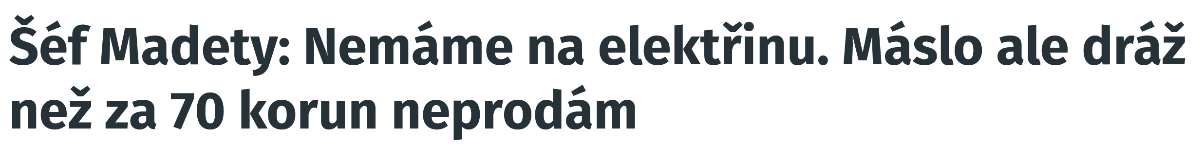 Šéf Madety: Nemáme na elektřinu. Máslo ale dráž
než za 70 korun neprodám